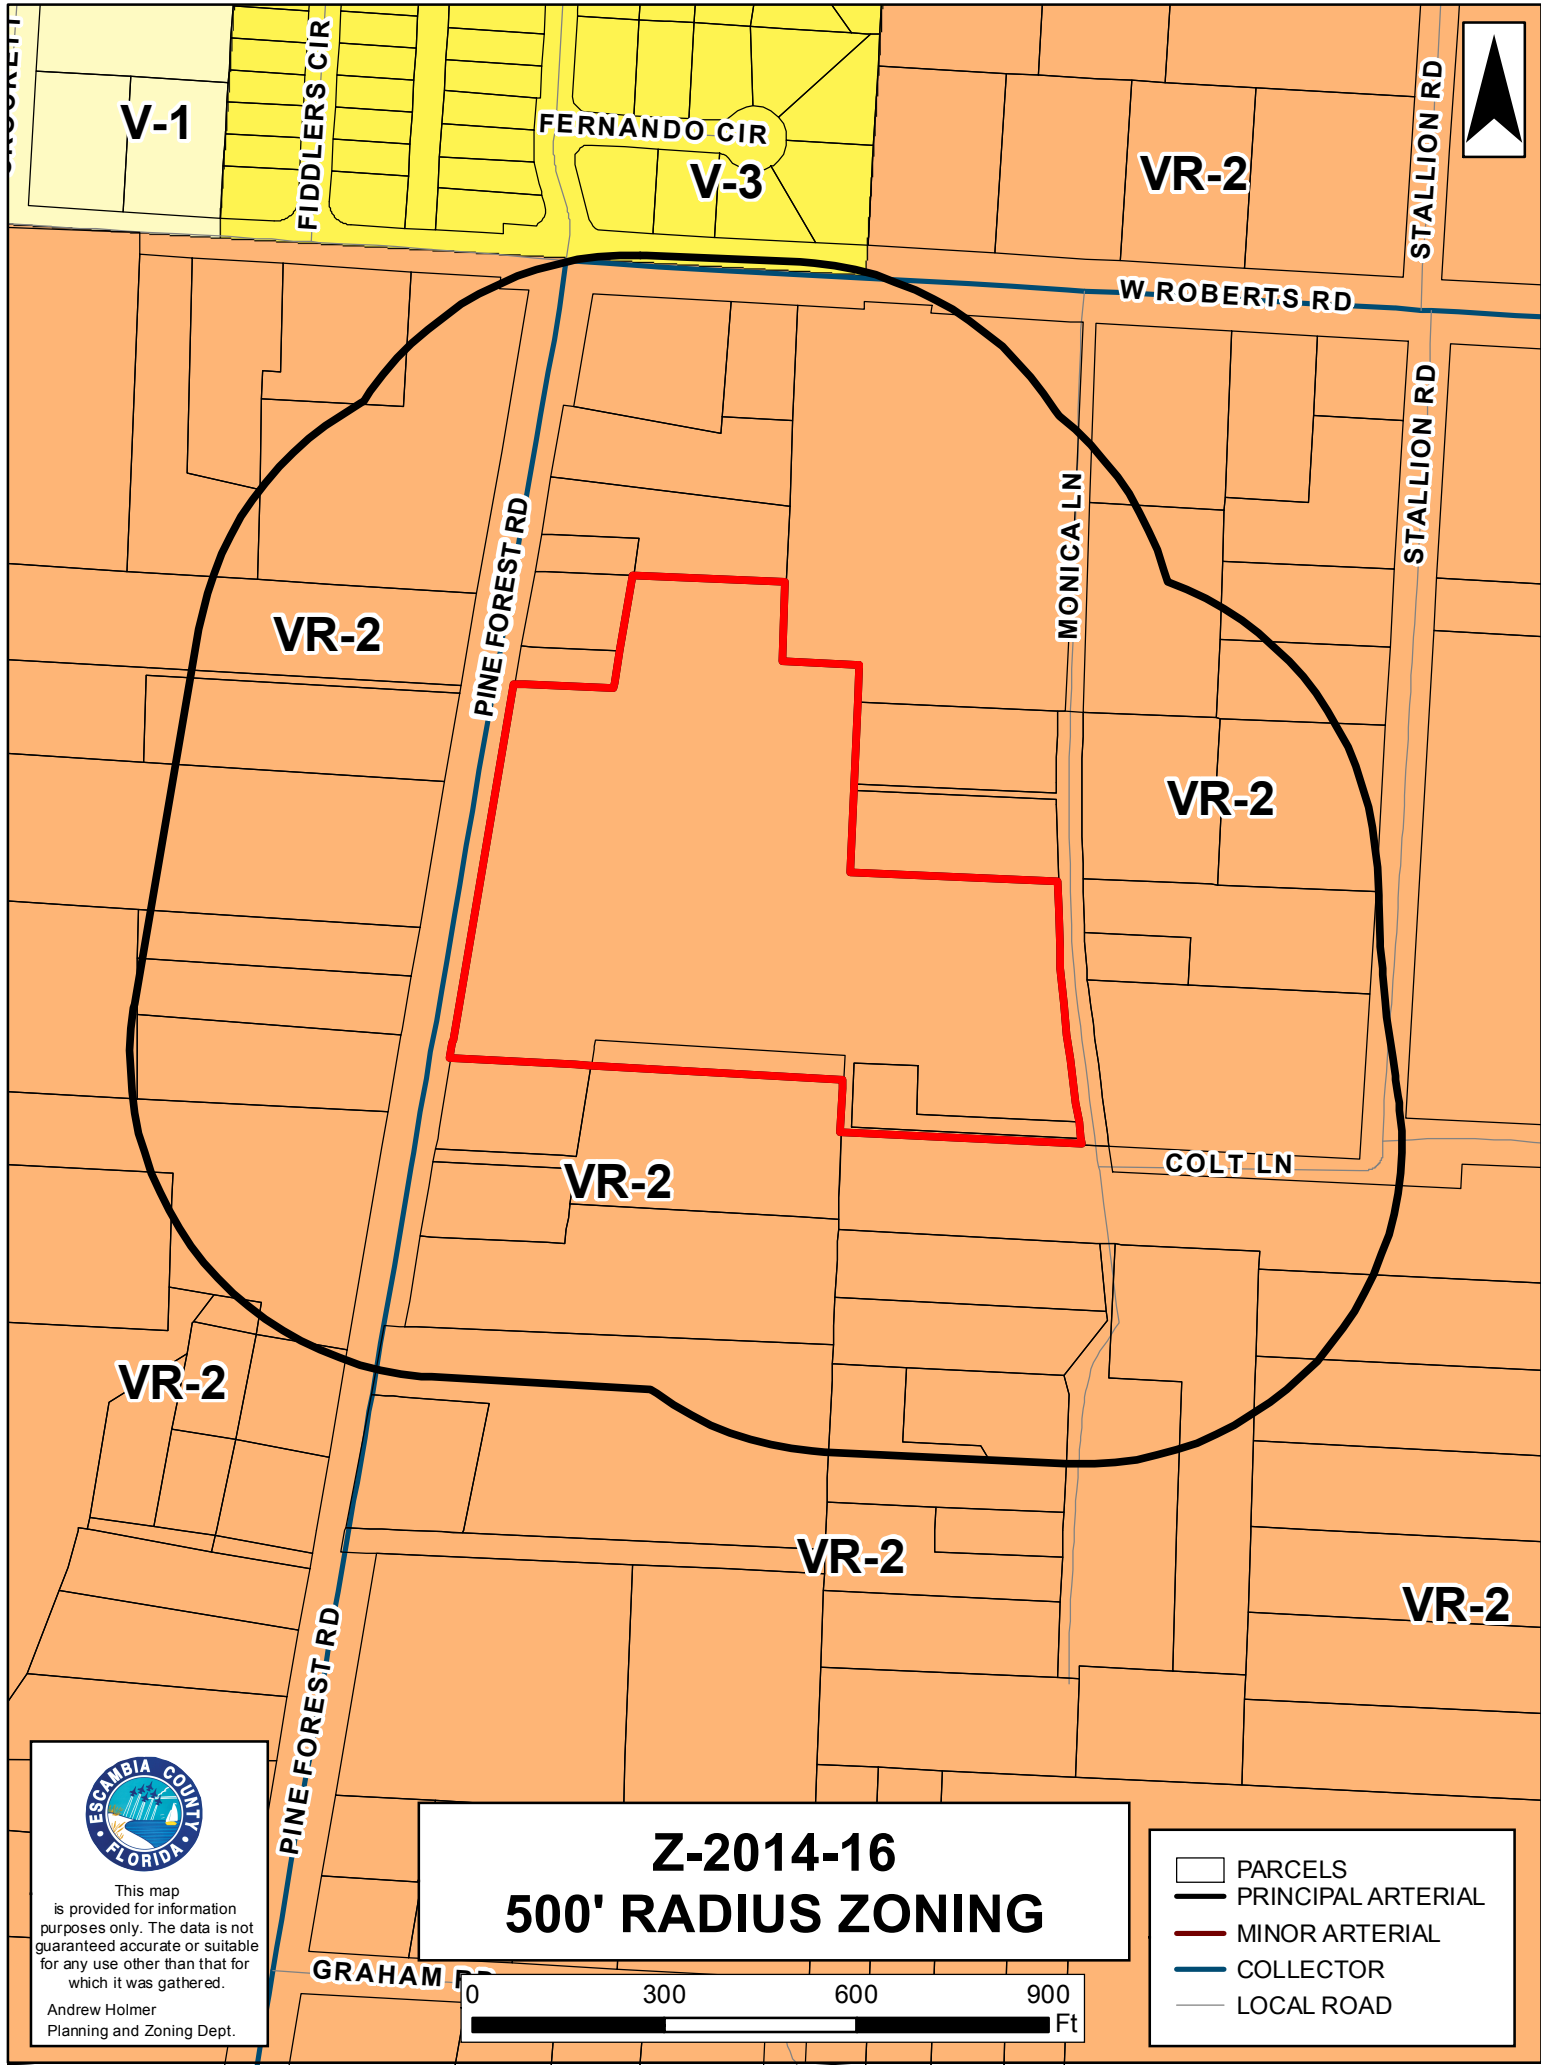 V-1
FIDDLERS CIR
FERNANDO CIR
V-3
VR-2
STALLION RD
W ROBERTS RD
STALLION RD
MONICA LN
PINE FOREST RD
VR-2
VR-2
VR-2
COLT LN
VR-2
VR-2
VR-2
PINE FOREST RD
ESCAMBIA COUNTY
FLORIDA
This map
is provided for information
purposes only. The data is not
guaranteed accurate or suitable
for any use other than that for
which it was gathered.
Andrew Holmer
Planning and Zoning Dept.
Z-2014-16
500' RADIUS ZONING
GRAHAM
0 300 600 900
Ft
PARCELS
PRINCIPAL ARTERIAL
MINOR ARTERIAL
COLLECTOR
LOCAL ROAD